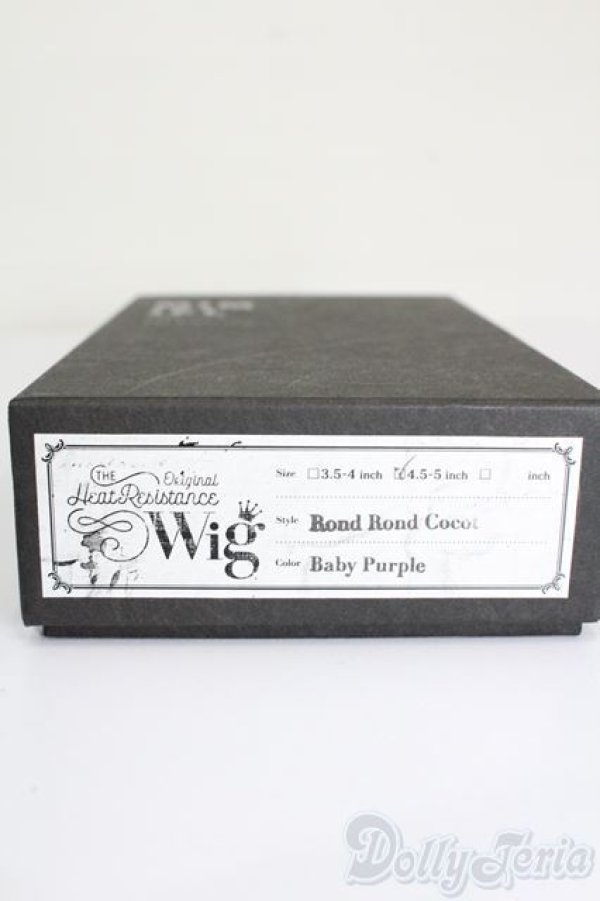 THE Original
Heat Resistance
Wig
Size ☐3.5-4 inch ☑4.5-5 inch ☐ inch
Style Rond Rond Cocot
Color Baby Purple
DollyTeria